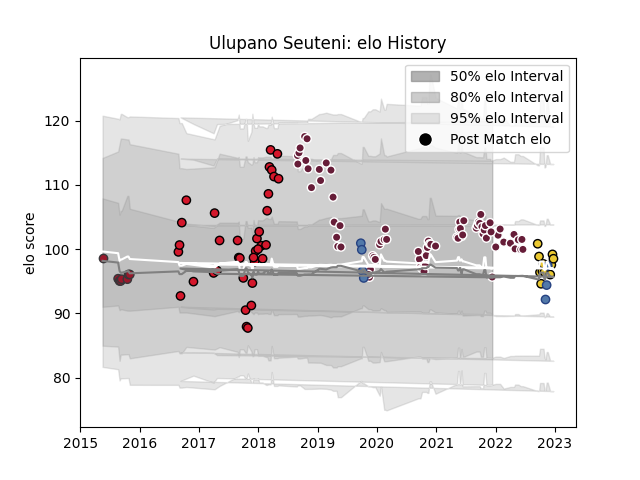 Ulupano Seuteni: elo History
50% elo Interval
80% elo Interval
95% elo Interval
Post Match elo
elo score
120
110
100
90
80
2015 2016 2017 2018 2019 2020 2021 2022 2023